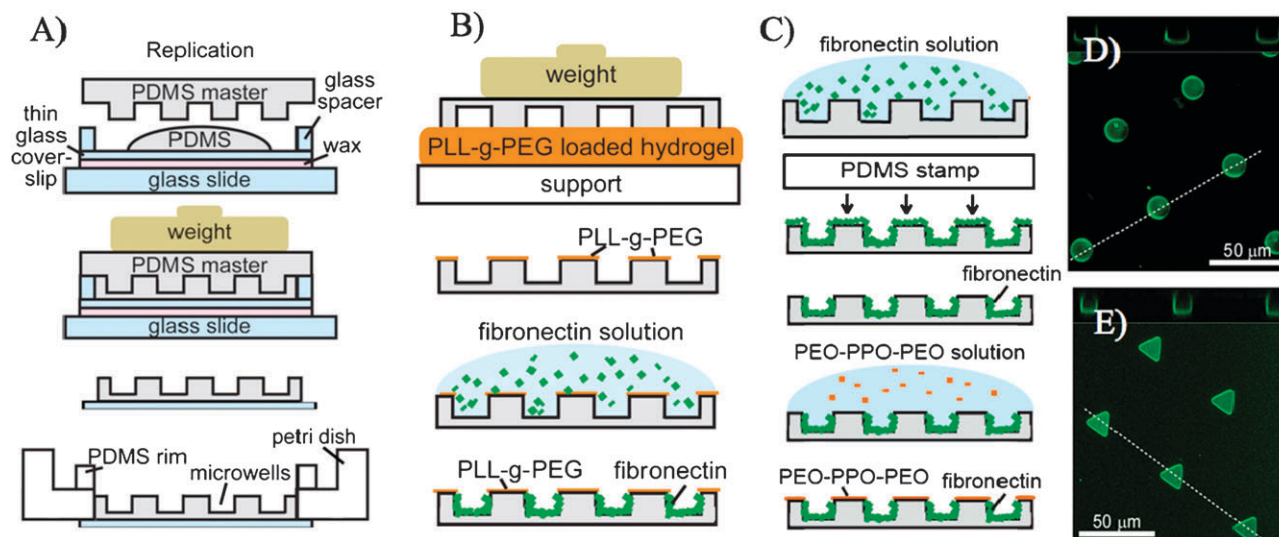 A)
Replication
PDMS master
glass
spacer
thin
glass
cover-
slip
PDMS
wax
glass slide
weight
PDMS master
glass slide
petri dish
PDMS rim
microwells
B)
weight
PLL-g-PEG loaded hydrogel
support
PLL-g-PEG
fibronectin solution
PLL-g-PEG
fibronectin
C)
fibronectin solution
PDMS stamp
fibronectin
PEO-PPO-PEO solution
PEO-PPO-PEO
fibronectin
D)
50 μm
E)
50 μm